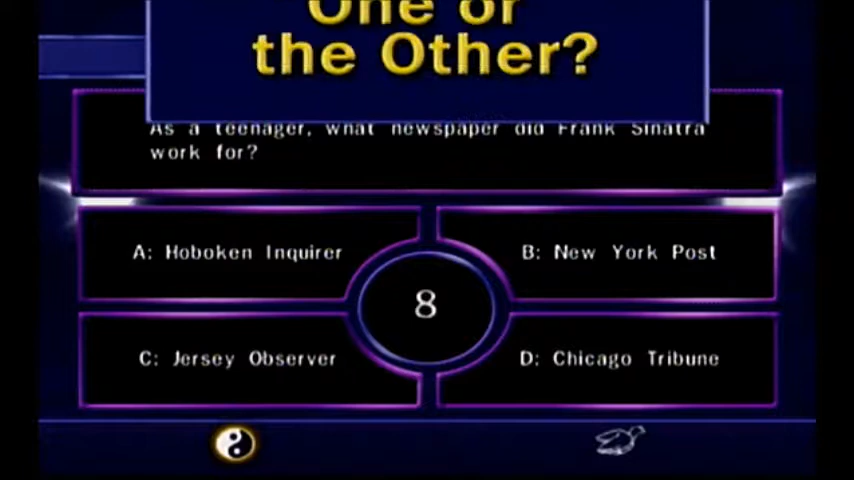 One or
the Other?
As a teenager, what newspaper did Frank Sinatra
work for?
A: Hoboken Inquirer
B: New York Post
8
C: Jersey Observer
D: Chicago Tribune